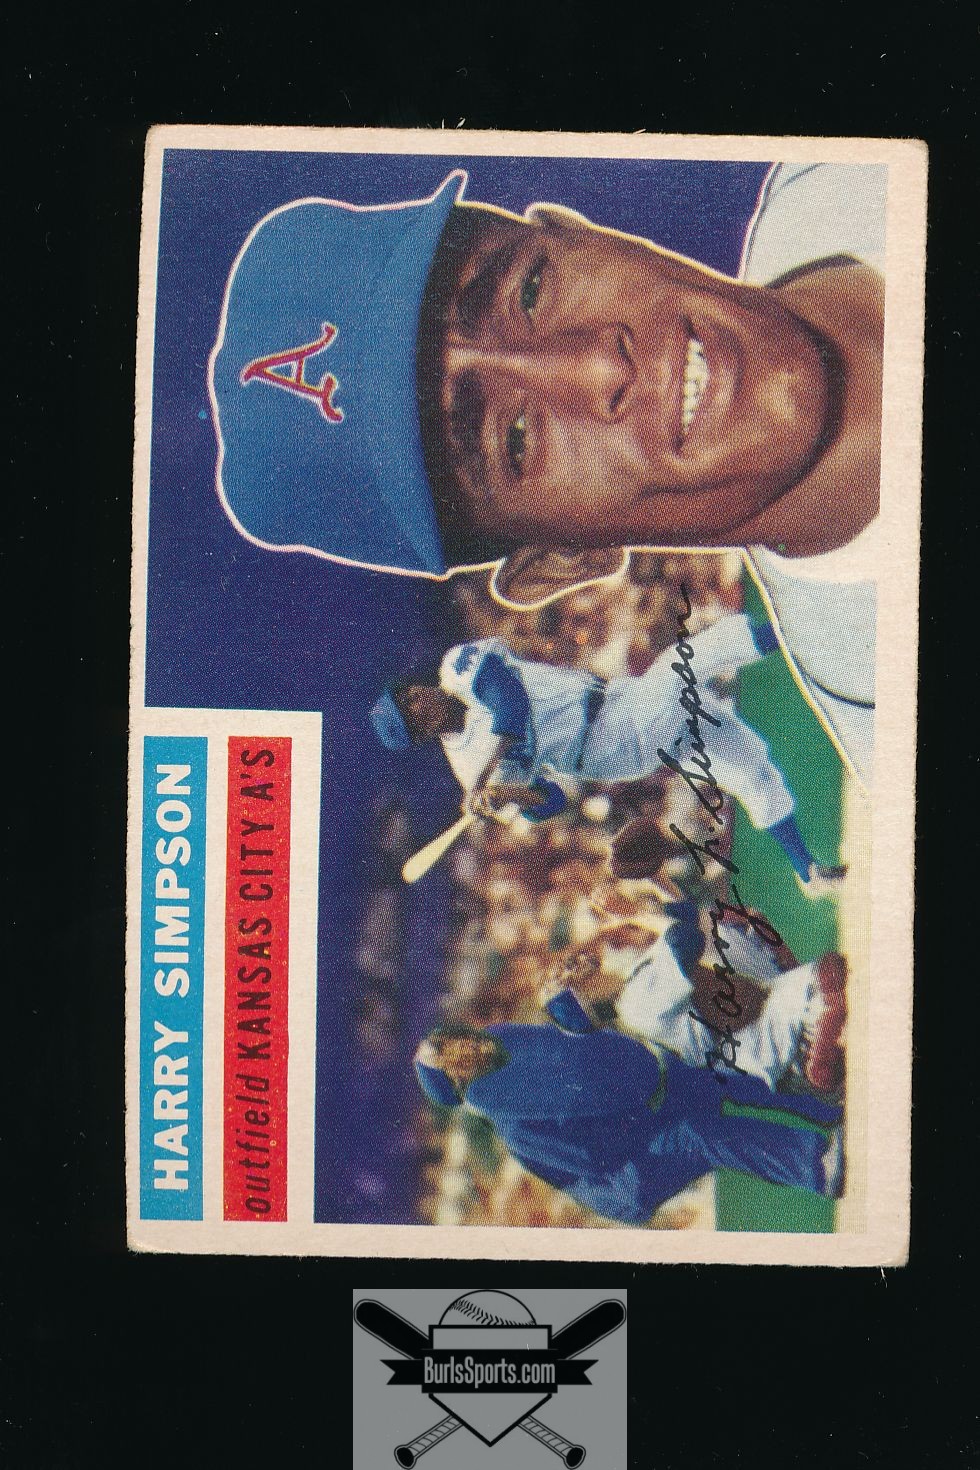 HARRY SIMPSON
outfield KANSAS CITY A'S
A
Harry L. Simpson
BurlsSports.com